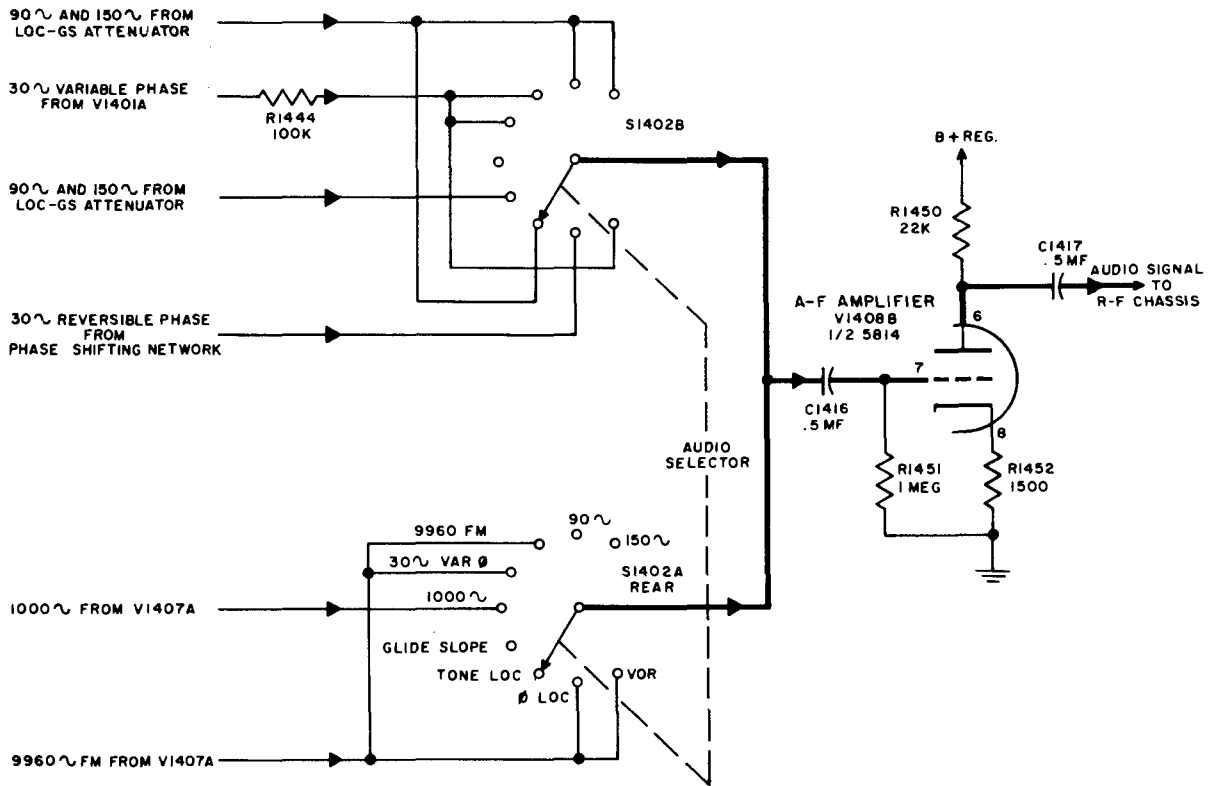 90∿ AND 150∿ FROM
LOC-GS ATTENUATOR
30∿ VARIABLE PHASE
FROM V1401A
R1444
100K
S1402B
90∿ AND 150∿ FROM
LOC-GS ATTENUATOR
30∿ REVERSIBLE PHASE
FROM
PHASE SHIFTING NETWORK
B+REG.
R1450
22K
C1417
.5MF
AUDIO SIGNAL
TO
R-F CHASSIS
A-F AMPLIFIER
V1408B
1/2 5814
6
7
8
C1416
.5MF
R1451
1 MEG
R1452
1500
AUDIO
SELECTOR
9960 FM
90∿
150∿
30∿ VAR Ø
S1402A
REAR
1000∿ FROM V1407A
1000∿
GLIDE SLOPE
TONE LOC
Ø LOC
VOR
9960∿FM FROM V1407A